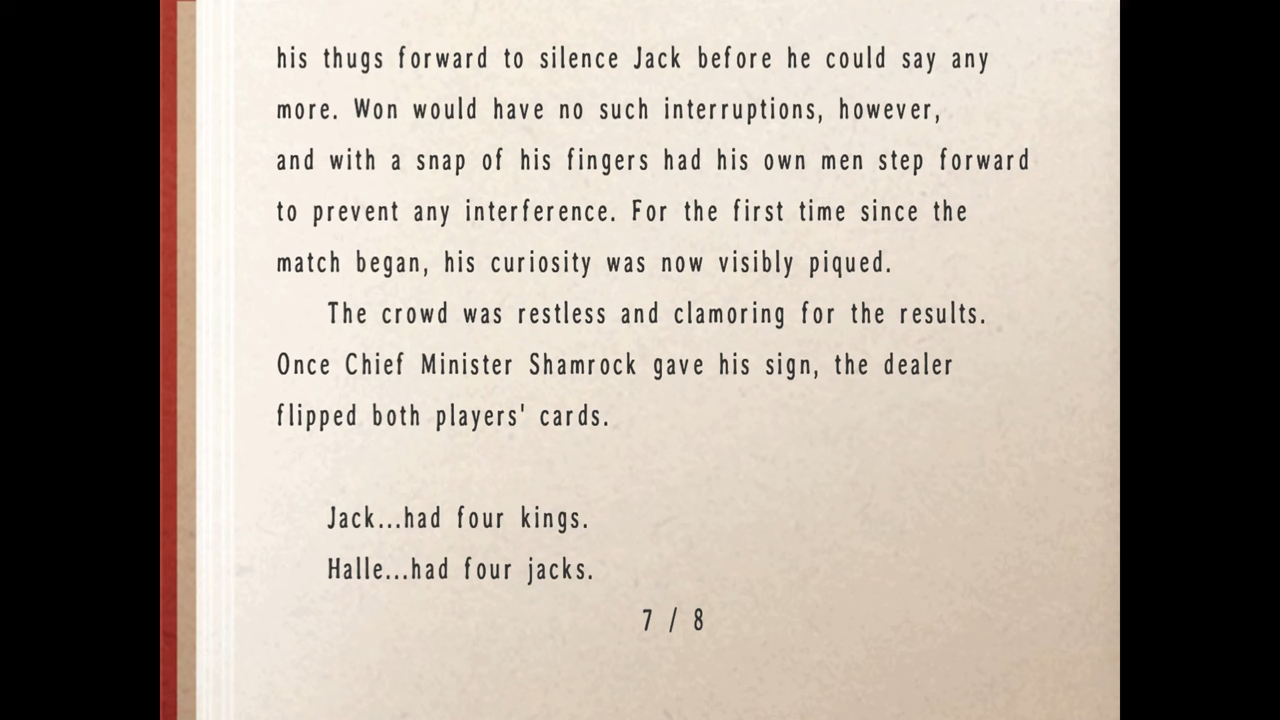 his thugs forward to silence Jack before he could say any
more. Won would have no such interruptions, however,
and with a snap of his fingers had his own men step forward
to prevent any interference. For the first time since the
match began, his curiosity was now visibly piqued.
The crowd was restless and clamoring for the results.
Once Chief Minister Shamrock gave his sign, the dealer
flipped both players' cards.
Jack...had four kings.
Halle...had four jacks.
7 / 8